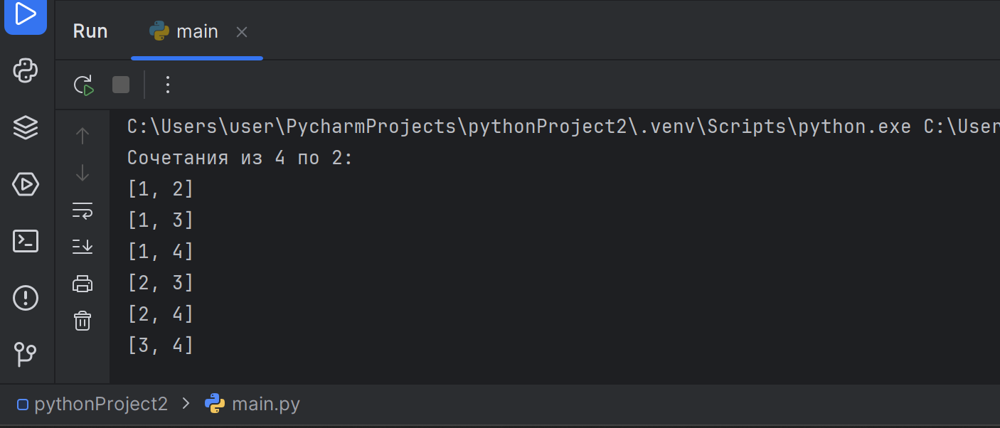 Run main
C:\Users\user\PycharmProjects\pythonProject2\.venv\Scripts\python.exe C:\User
Сочетания из 4 по 2:
[1, 2]
[1, 3]
[1, 4]
[2, 3]
[2, 4]
[3, 4]
pythonProject2 > main.py